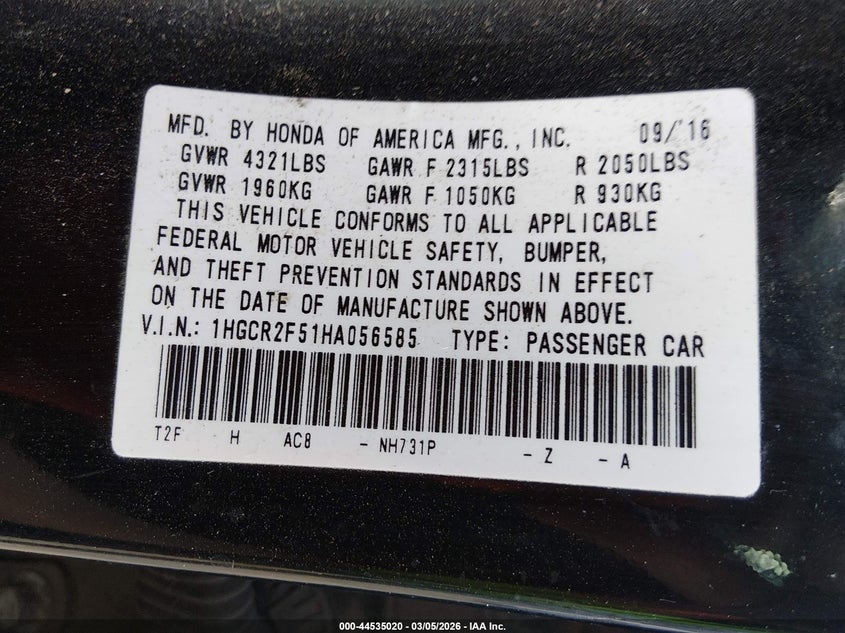 MFD. BY HONDA OF AMERICA MFG., INC. 09/'16
GVWR 4321LBS GAWR F 2315LBS R 2050LBS
GVWR 1960KG GAWR F 1050KG R 930KG
THIS VEHICLE CONFORMS TO ALL APPLICABLE
FEDERAL MOTOR VEHICLE SAFETY, BUMPER,
AND THEFT PREVENTION STANDARDS IN EFFECT
ON THE DATE OF MANUFACTURE SHOWN ABOVE.
V.I.N.: 1HGCR2F51HA056585 TYPE: PASSENGER CAR
T2F H AC8 - NH731P - Z - A
000-44535020 - 03/05/2026 - IAA Inc.